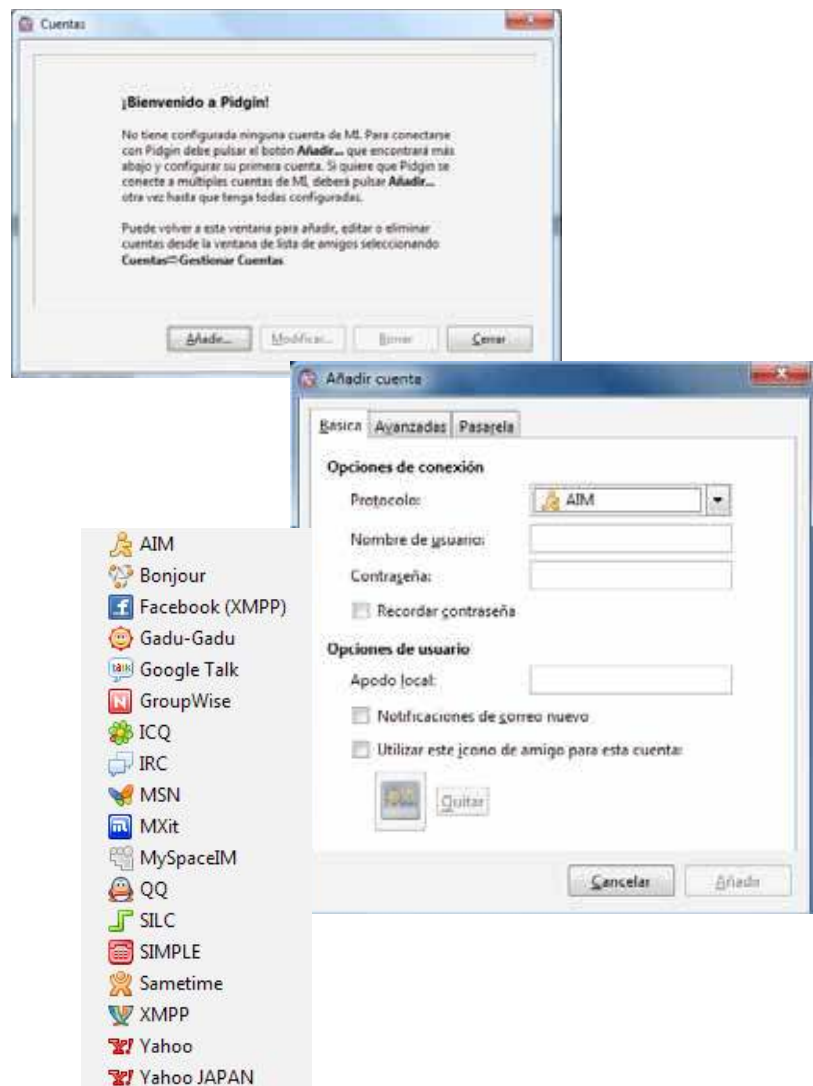 Cuentas
¡Bienvenido a Pidgin!
No tiene configurada ninguna cuenta de MI. Para conectarse
con Pidgin debe pulsar el botón Añadir... que encontrará más
abajo y configurar su primera cuenta. Si quiere que Pidgin se
conecte a múltiples cuentas de MI, deberá pulsar Añadir...
otra vez hasta que tenga todas configuradas.
Puede volver a esta ventana para añadir, editar o eliminar
cuentas desde la ventana de lista de amigos seleccionando
Cuentas→Gestionar Cuentas
Añadir... Modificar... Borrar Cerrar
Añadir cuenta
Básica Avanzadas Pasarela
Opciones de conexión
Protocolo: AIM
Nombre de usuario:
Contraseña:
Recordar contraseña
Opciones de usuario
Apodo local:
Notificaciones de correo nuevo
Utilizar este icono de amigo para esta cuenta:
Quitar
Cancelar Añadir
AIM
Bonjour
Facebook (XMPP)
Gadu-Gadu
Google Talk
GroupWise
ICQ
IRC
MSN
MXit
MySpaceIM
QQ
SILC
SIMPLE
Sametime
XMPP
Yahoo
Yahoo JAPAN